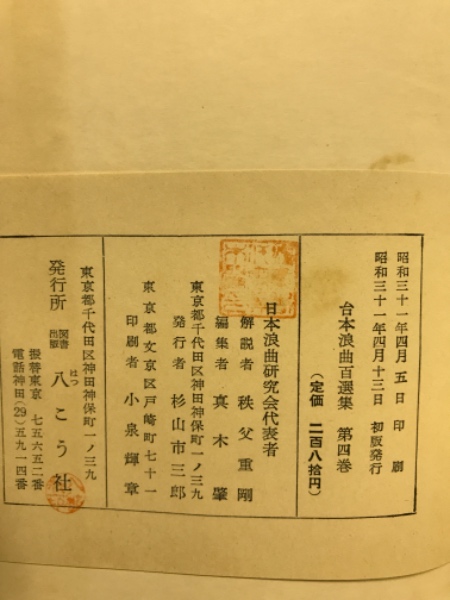 昭和三十一年四月五日 印刷
昭和三十一年四月十三日 初版発行
台本浪曲百選集 第四巻
(定価 二百八拾円)
日本浪曲研究会代表者
解説者 秩父重剛
編集者 真木肇
東京都千代田区神田神保町一ノ三九
発行者 杉山市三郎
東京都文京区戸崎町七十一
印刷者 小泉輝章
東京都千代田区神田神保町一ノ三九
発行所 図書出版 八こう社
はつ
振替東京 七五六五二番
電話神田(29)五九一四番